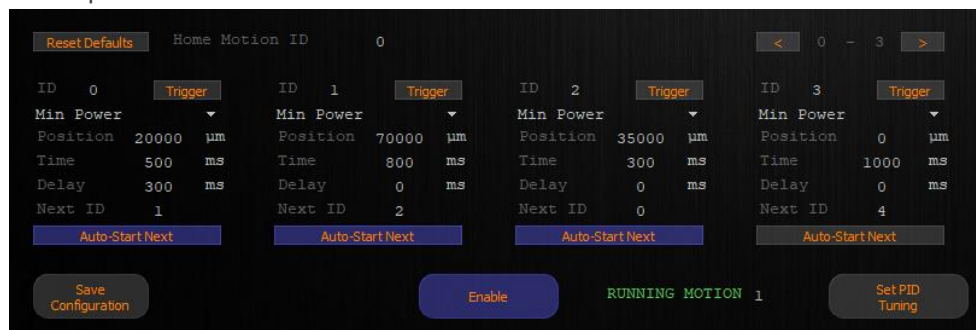 Reset Defaults Home Motion ID 0 < 0 - 3 >
ID 0 Trigger ID 1 Trigger ID 2 Trigger ID 3 Trigger
Min Power Min Power Min Power Min Power
Position 20000 µm Position 70000 µm Position 35000 µm Position 0 µm
Time 500 ms Time 800 ms Time 300 ms Time 1000 ms
Delay 300 ms Delay 0 ms Delay 0 ms Delay 0 ms
Next ID 1 Next ID 2 Next ID 0 Next ID 4
Auto-Start Next Auto-Start Next Auto-Start Next Auto-Start Next
Save Configuration Enable RUNNING MOTION 1 Set PID Tuning